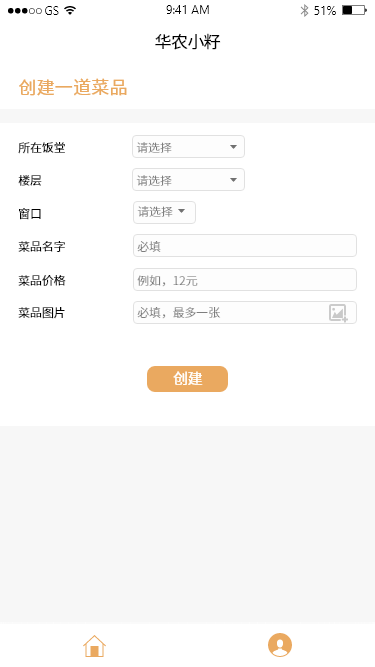 ●●●○○ GS 9:41 AM 51%
华农小籽
创建一道菜品
所在饭堂 请选择
楼层 请选择
窗口 请选择
菜品名字 必填
菜品价格 例如，12元
菜品图片 必填，最多一张
创建